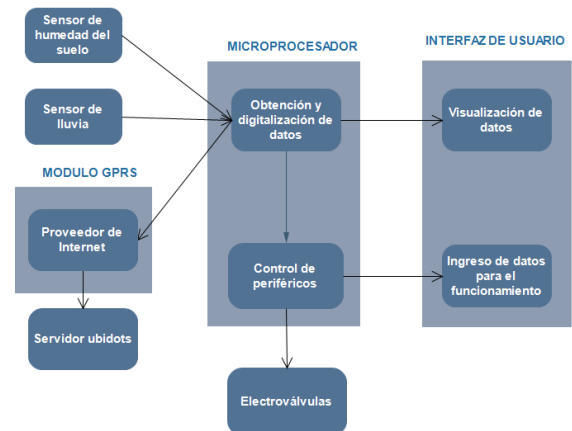 Sensor de
humedad del
suelo
MICROPROCESADOR
INTERFAZ DE USUARIO
Sensor de
lluvia
Obtención y
digitalización de
datos
Visualización de
datos
MODULO GPRS
Proveedor de
Internet
Control de
periféricos
Ingreso de datos
para el
funcionamiento
Servidor ubidots
Electroválvulas